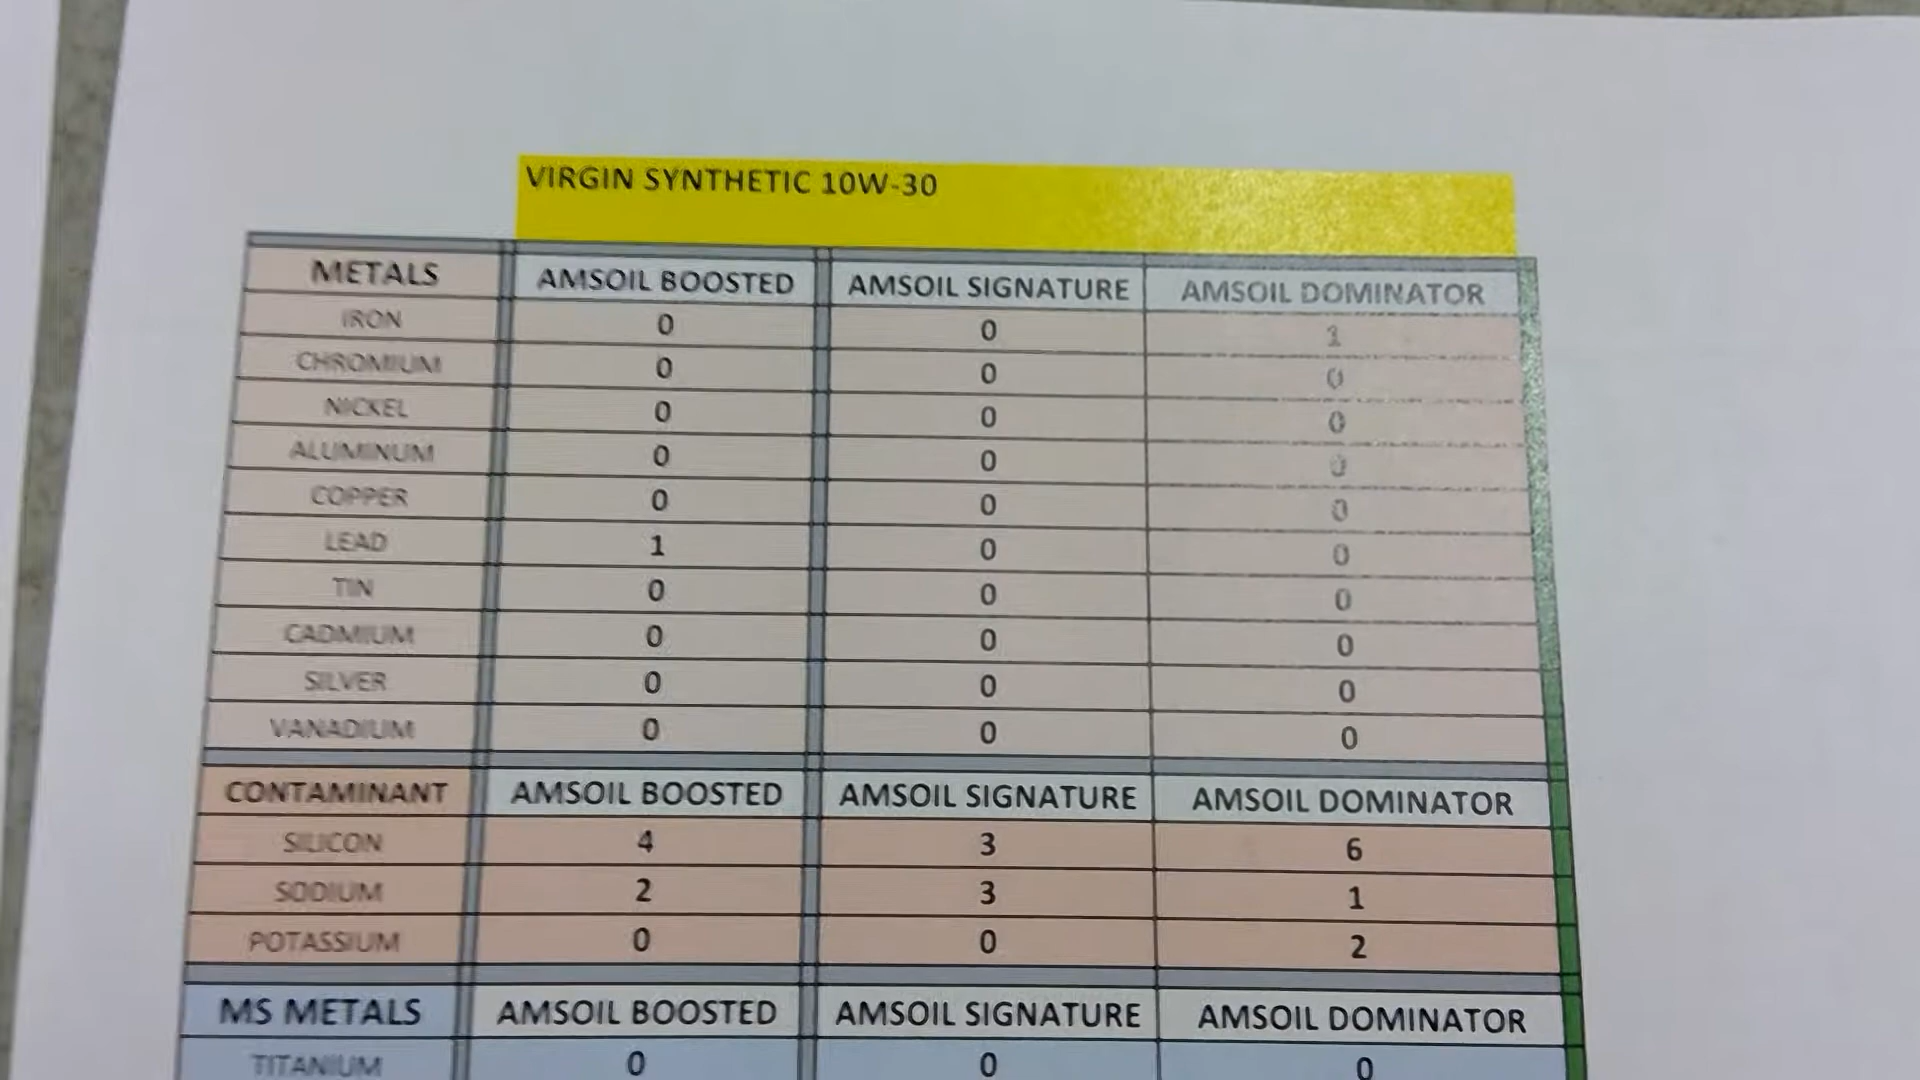 VIRGIN SYNTHETIC 10W-30
METALS AMSOIL BOOSTED AMSOIL SIGNATURE AMSOIL DOMINATOR
IRON 0 0 1
CHROMIUM 0 0 0
NICKEL 0 0 0
ALUMINUM 0 0 0
COPPER 0 0 0
LEAD 1 0 0
TIN 0 0 0
CADMIUM 0 0 0
SILVER 0 0 0
VANADIUM 0 0 0
CONTAMINANT AMSOIL BOOSTED AMSOIL SIGNATURE AMSOIL DOMINATOR
SILICON 4 3 6
SODIUM 2 3 1
POTASSIUM 0 0 2
MS METALS AMSOIL BOOSTED AMSOIL SIGNATURE AMSOIL DOMINATOR
TITANIUM 0 0 0